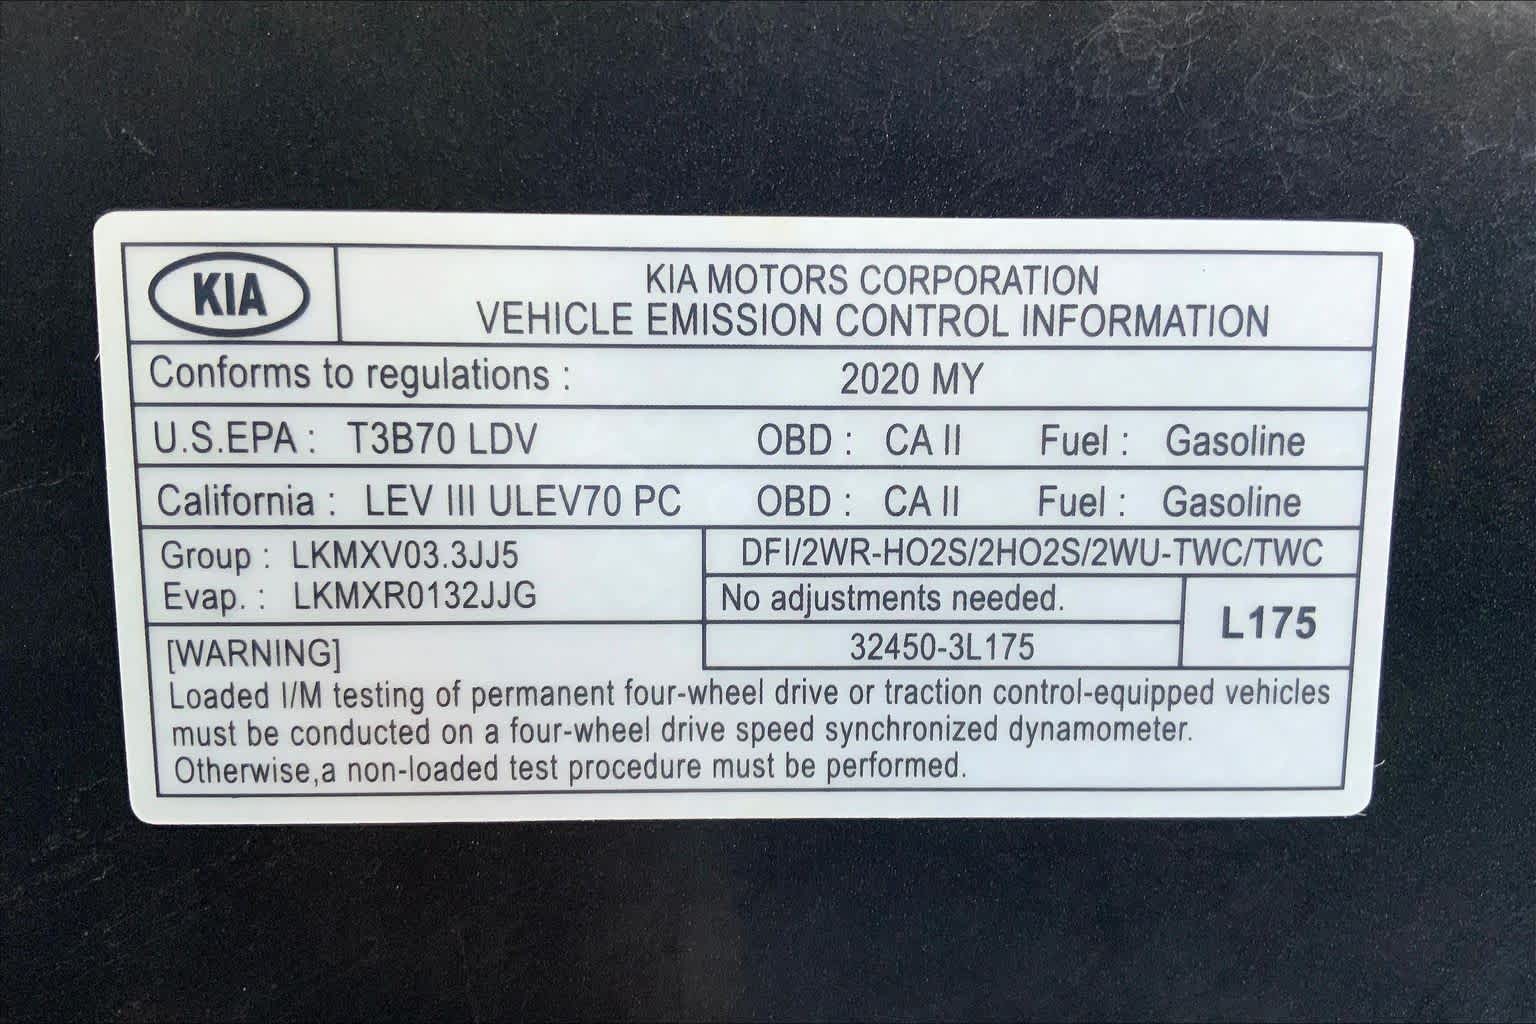 KIA
KIA MOTORS CORPORATION
VEHICLE EMISSION CONTROL INFORMATION
Conforms to regulations : 2020 MY
U.S.EPA : T3B70 LDV OBD : CA II Fuel : Gasoline
California : LEV III ULEV70 PC OBD : CA II Fuel : Gasoline
Group : LKMXV03.3JJ5
Evap. : LKMXR0132JJG
DFI/2WR-HO2S/2HO2S/2WU-TWC/TWC
No adjustments needed.
32450-3L175
L175
[WARNING]
Loaded I/M testing of permanent four-wheel drive or traction control-equipped vehicles
must be conducted on a four-wheel drive speed synchronized dynamometer.
Otherwise,a non-loaded test procedure must be performed.